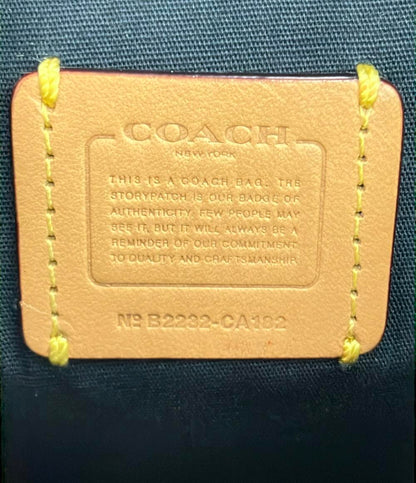 COACH
NEW YORK
THIS IS A COACH BAG. THE
STORYPATCH IS OUR BADGE OF
AUTHENTICITY. FEW PEOPLE MAY
SEE IT, BUT IT WILL ALWAYS BE A
REMINDER OF OUR COMMITMENT
TO QUALITY AND CRAFTSMANSHIP.
Nº B2232-CA192